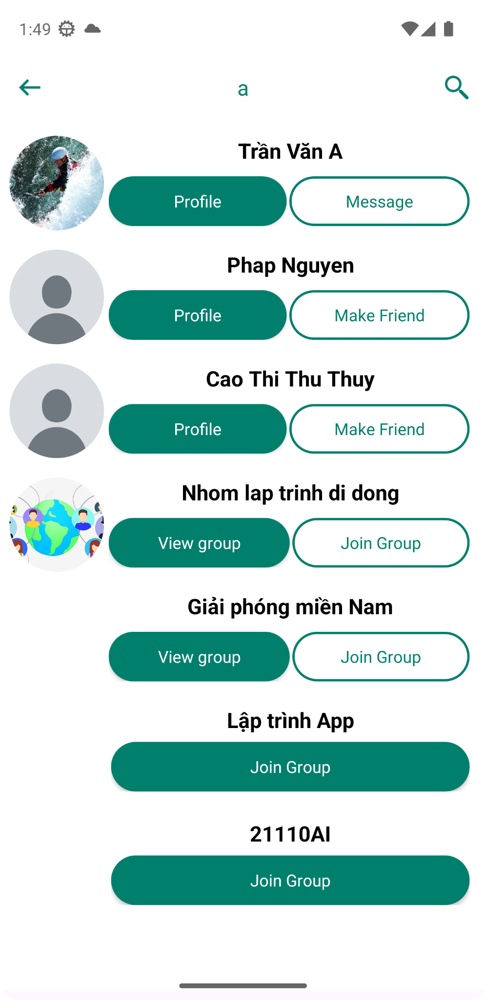 1:49
a
Trần Văn A
Profile Message
Phap Nguyen
Profile Make Friend
Cao Thi Thu Thuy
Profile Make Friend
Nhom lap trinh di dong
View group Join Group
Giải phóng miền Nam
View group Join Group
Lập trình App
Join Group
21110AI
Join Group